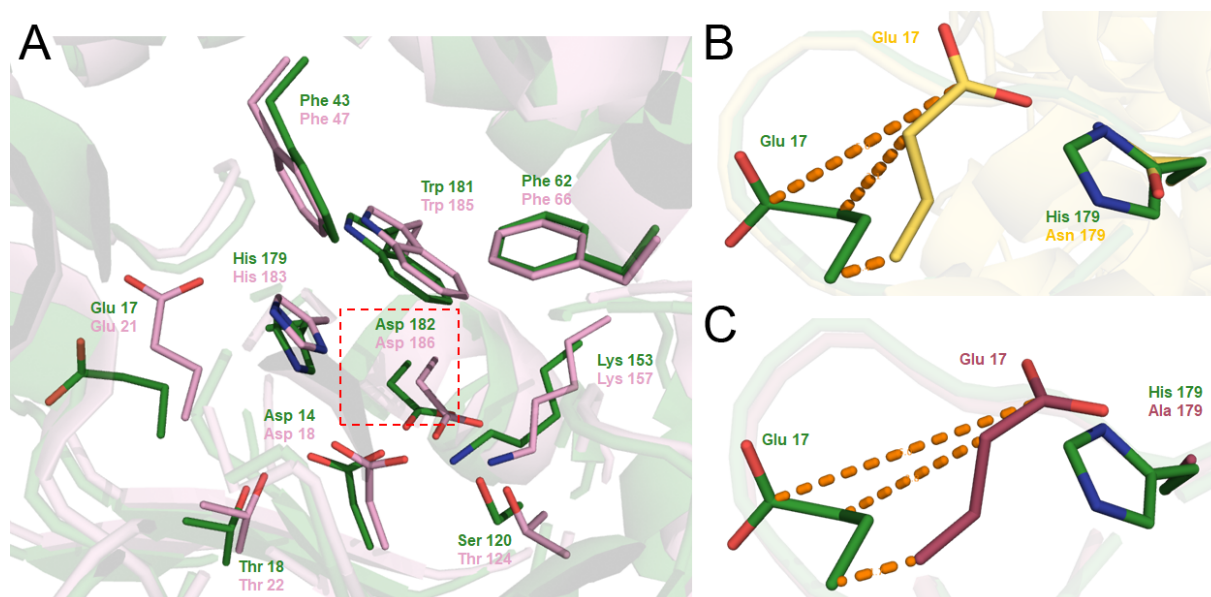 A
Phe 43
Phe 47
Trp 181
Trp 185
Phe 62
Phe 66
His 179
His 183
Glu 17
Glu 21
Asp 182
Asp 186
Lys 153
Lys 157
Asp 14
Asp 18
Ser 120
Thr 124
Thr 18
Thr 22
B
Glu 17
Glu 17
His 179
Asn 179
C
Glu 17
His 179
Ala 179
Glu 17